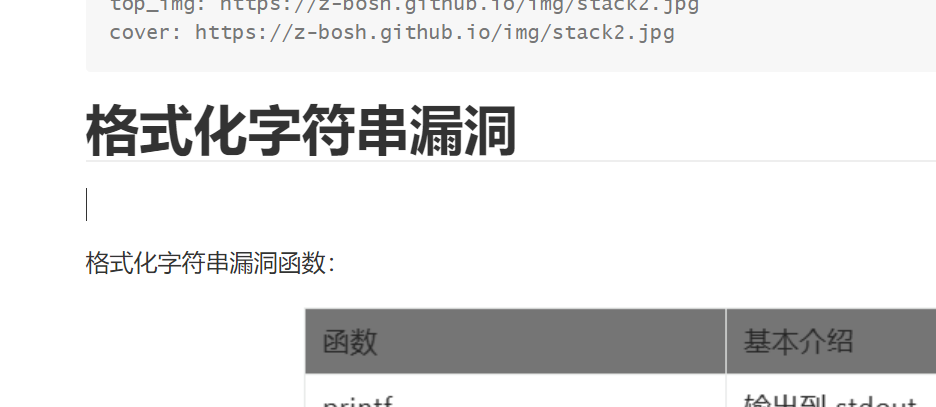 top_img: https://z-bosh.github.io/img/stack2.jpg
cover: https://z-bosh.github.io/img/stack2.jpg
格式化字符串漏洞
格式化字符串漏洞函数：
函数 基本介绍
printf 输出到 stdout